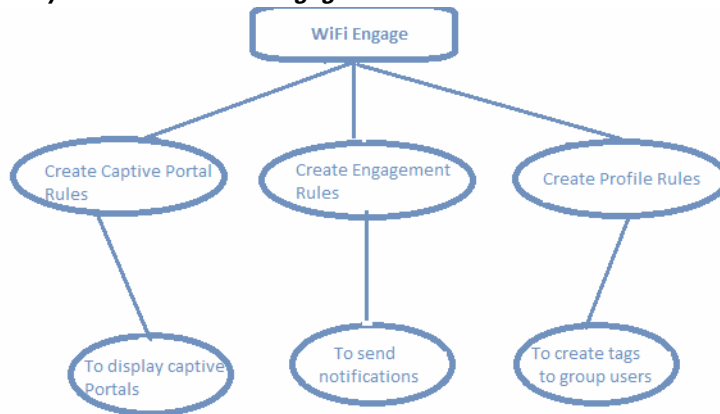 WiFi Engage
Create Captive Portal
Rules
Create Engagement
Rules
Create Profile Rules
To display captive
Portals
To send
notifications
To create tags
to group users